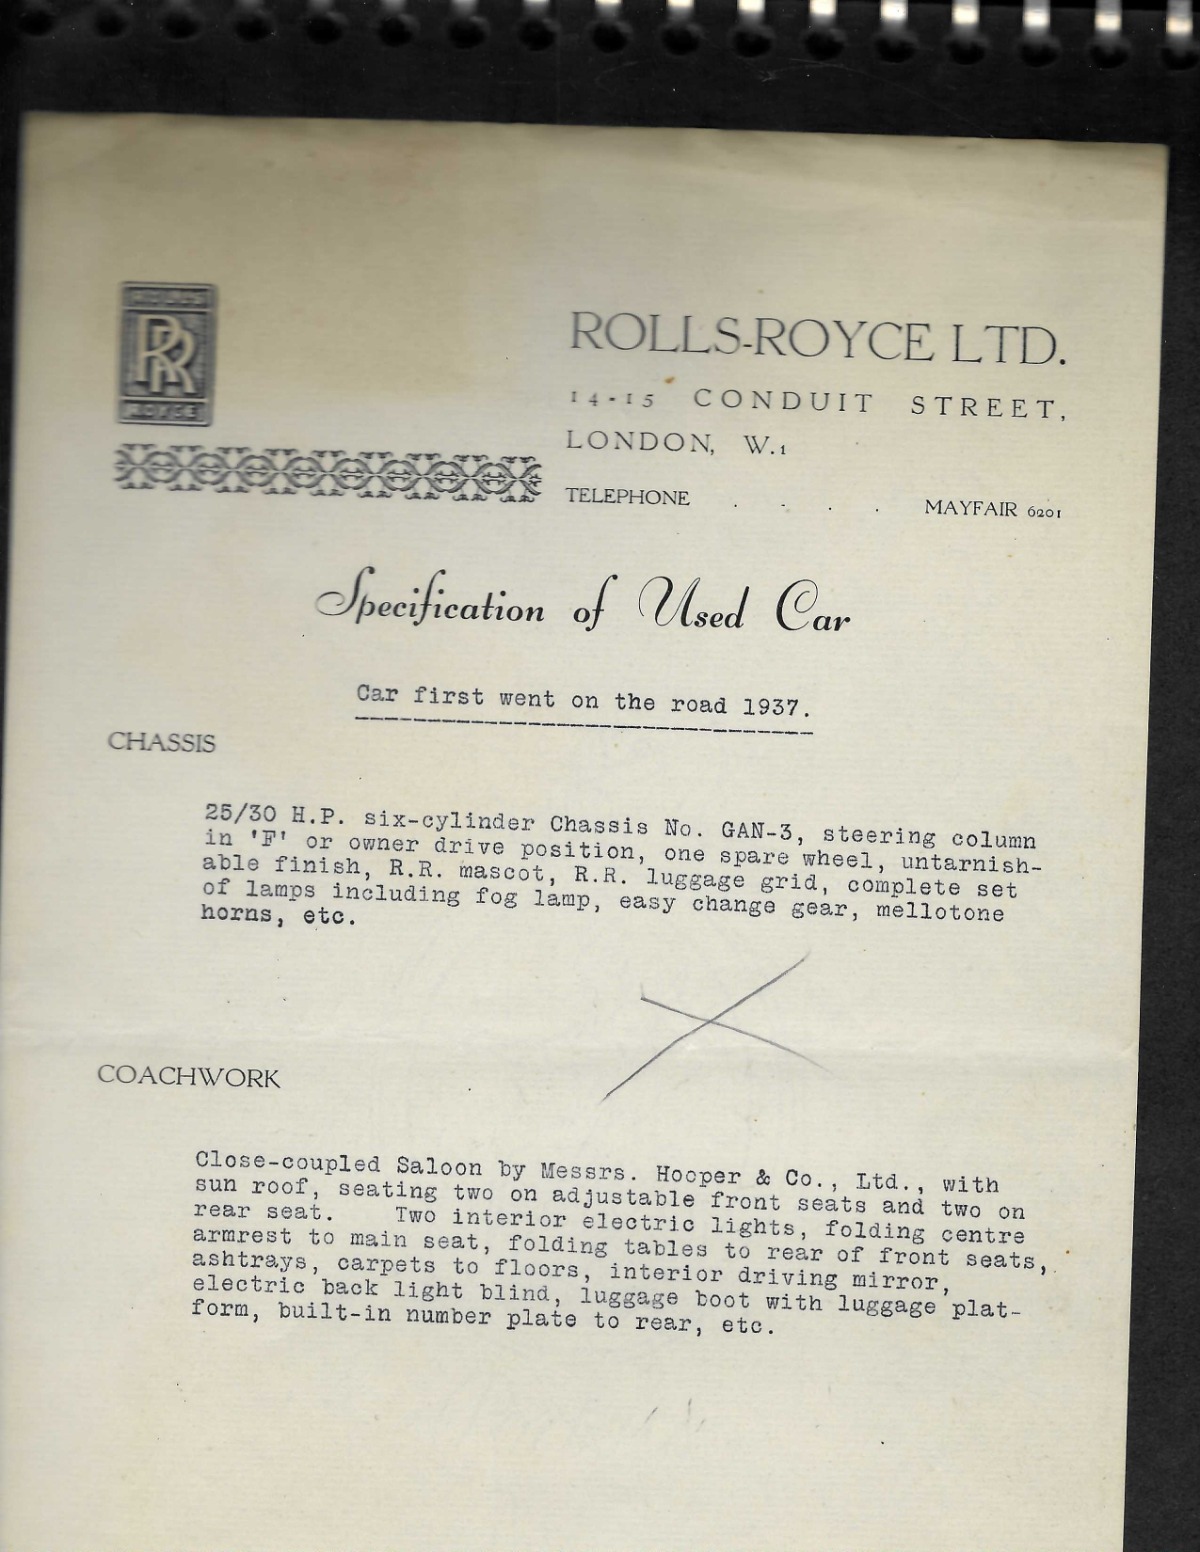 ROLLS
RR
ROYCE
ROLLS-ROYCE LTD.
14-15 CONDUIT STREET,
LONDON, W.1
TELEPHONE . . . . MAYFAIR 6201
Specification of Used Car
Car first went on the road 1937.
CHASSIS
25/30 H.P. six-cylinder Chassis No. GAN-3, steering column
in 'F' or owner drive position, one spare wheel, untarnish-
able finish, R.R. mascot, R.R. luggage grid, complete set
of lamps including fog lamp, easy change gear, mellotone
horns, etc.
COACHWORK
Close-coupled Saloon by Messrs. Hooper & Co., Ltd., with
sun roof, seating two on adjustable front seats and two on
rear seat. Two interior electric lights, folding centre
armrest to main seat, folding tables to rear of front seats,
ashtrays, carpets to floors, interior driving mirror,
electric back light blind, luggage boot with luggage plat-
form, built-in number plate to rear, etc.